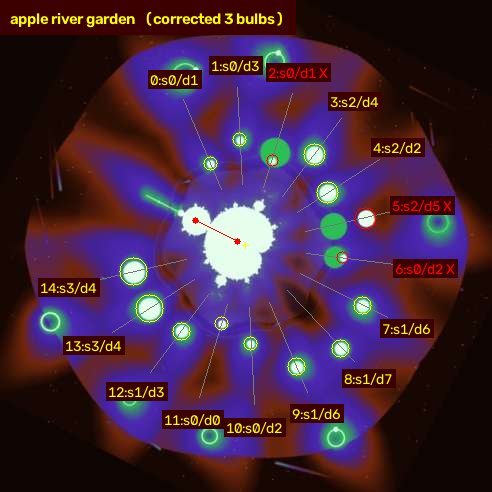 apple river garden (corrected 3 bulbs)
0:s0/d1
1:s0/d3
2:s0/d1 X
3:s2/d4
4:s2/d2
5:s2/d5 X
6:s0/d2 X
7:s1/d6
8:s1/d7
9:s1/d6
10:s0/d2
11:s0/d0
12:s1/d3
13:s3/d4
14:s3/d4